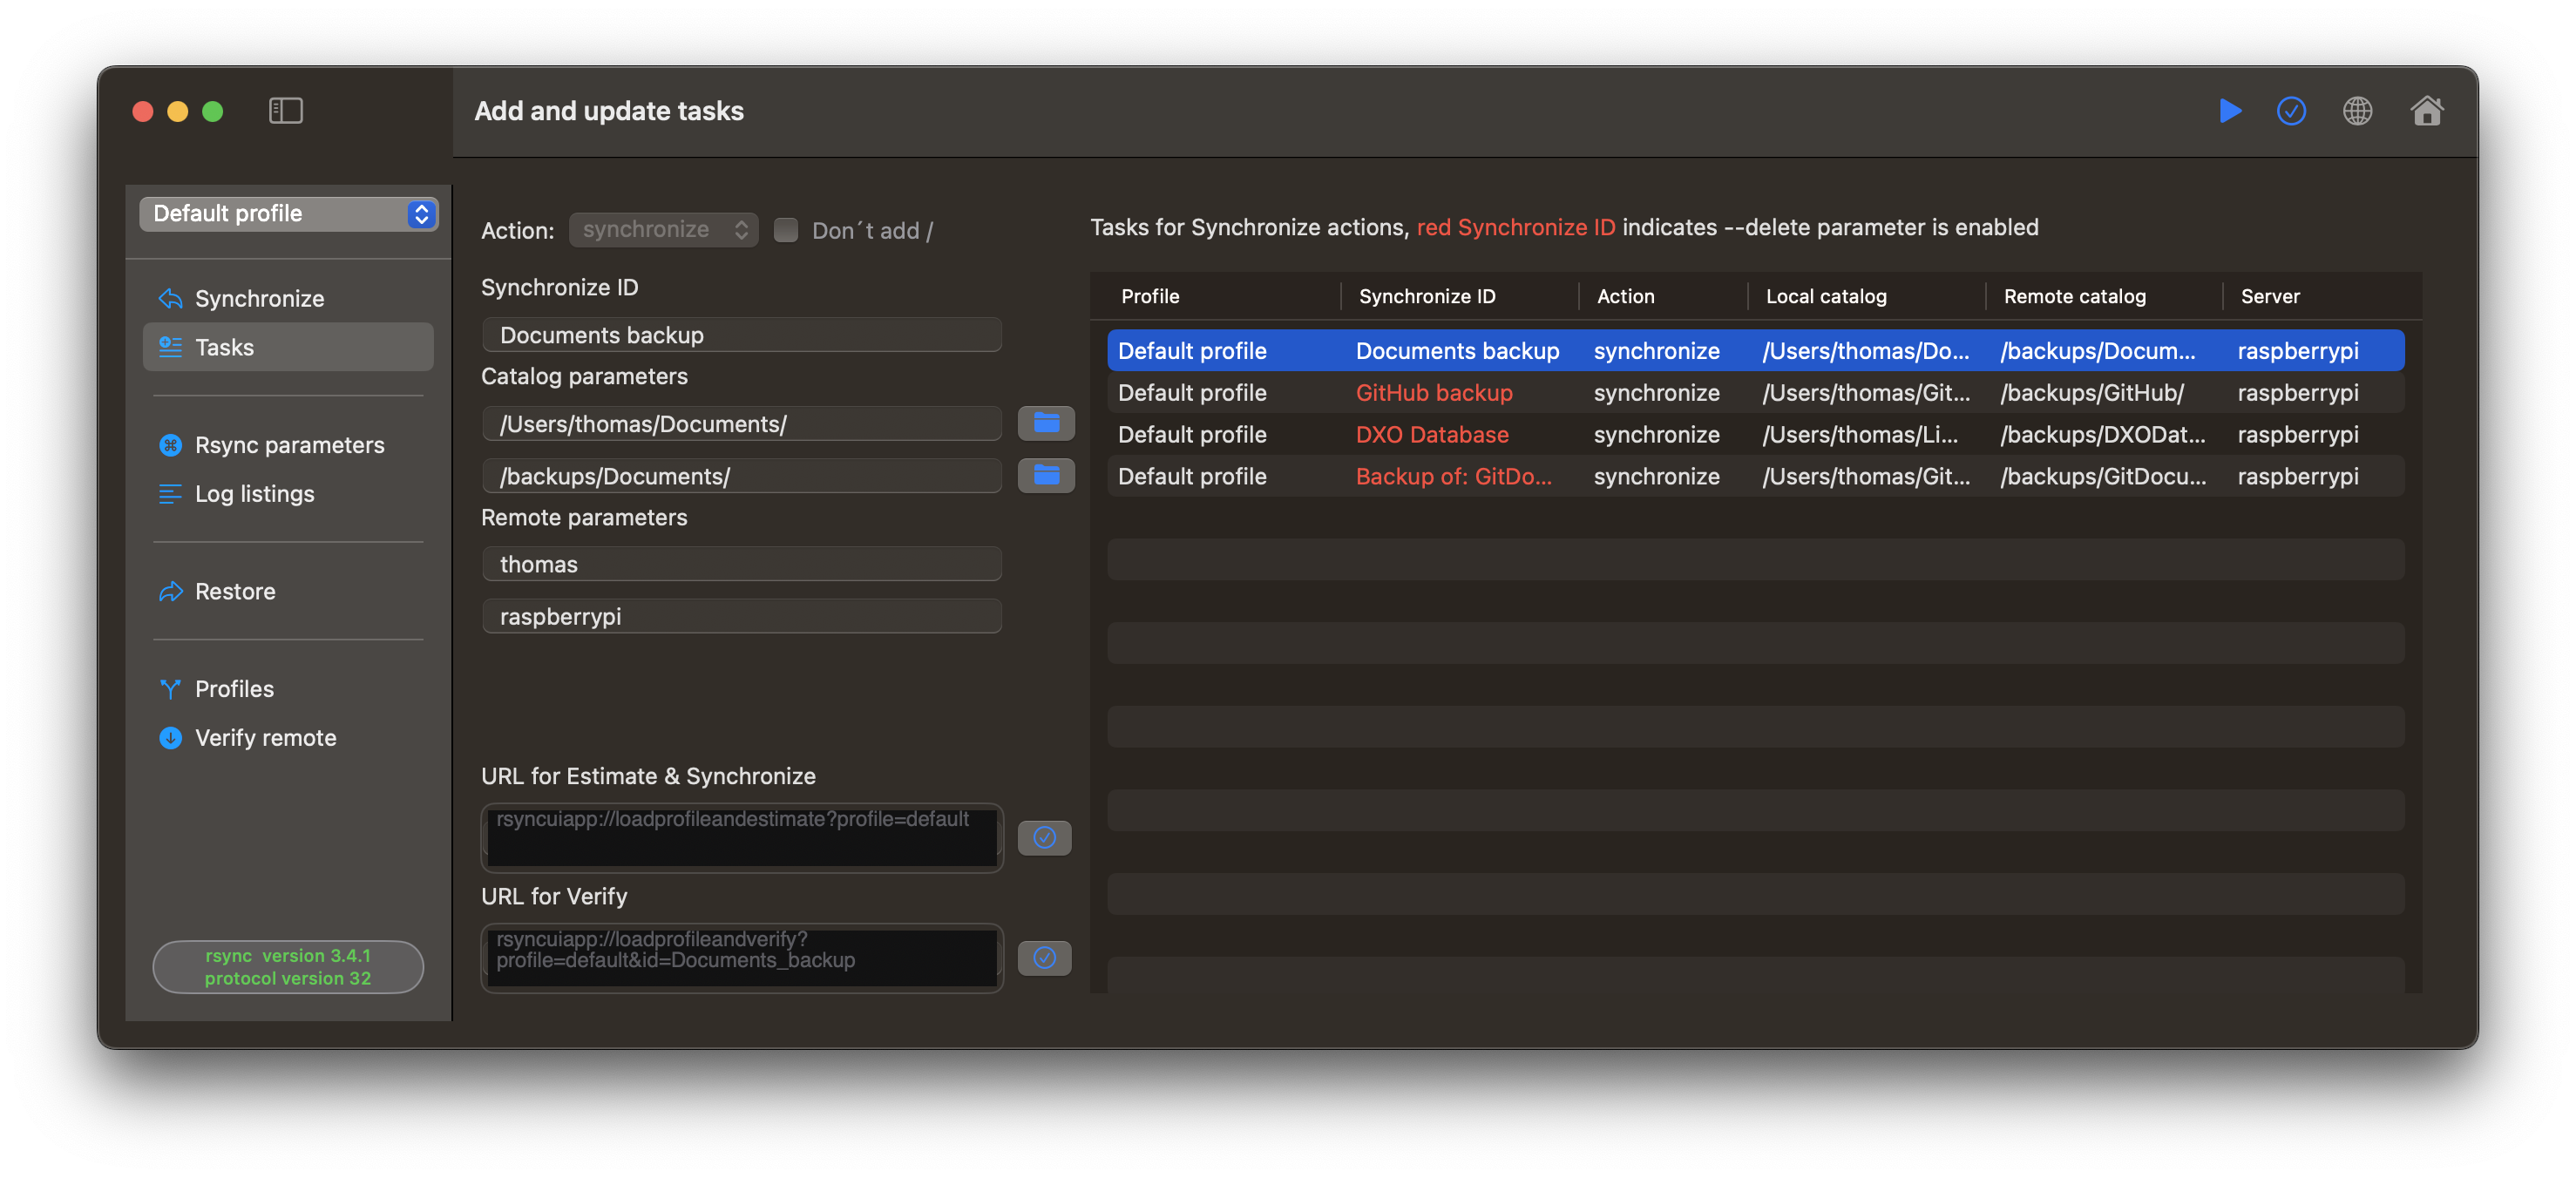 Add and update tasks
Default profile
Synchronize
Tasks
Rsync parameters
Log listings
Restore
Profiles
Verify remote
rsync version 3.4.1
protocol version 32
Action: synchronize Don´t add /
Synchronize ID
Documents backup
Catalog parameters
/Users/thomas/Documents/
/backups/Documents/
Remote parameters
thomas
raspberrypi
URL for Estimate & Synchronize
rsyncuiapp://loadprofileandestimate?profile=default
URL for Verify
rsyncuiapp://loadprofileandverify?
profile=default&id=Documents_backup
Tasks for Synchronize actions, red Synchronize ID indicates --delete parameter is enabled
Profile Synchronize ID Action Local catalog Remote catalog Server
Default profile Documents backup synchronize /Users/thomas/Do... /backups/Docum... raspberrypi
Default profile GitHub backup synchronize /Users/thomas/Git... /backups/GitHub/ raspberrypi
Default profile DXO Database synchronize /Users/thomas/Li... /backups/DXODat... raspberrypi
Default profile Backup of: GitDo... synchronize /Users/thomas/Git... /backups/GitDocu... raspberrypi